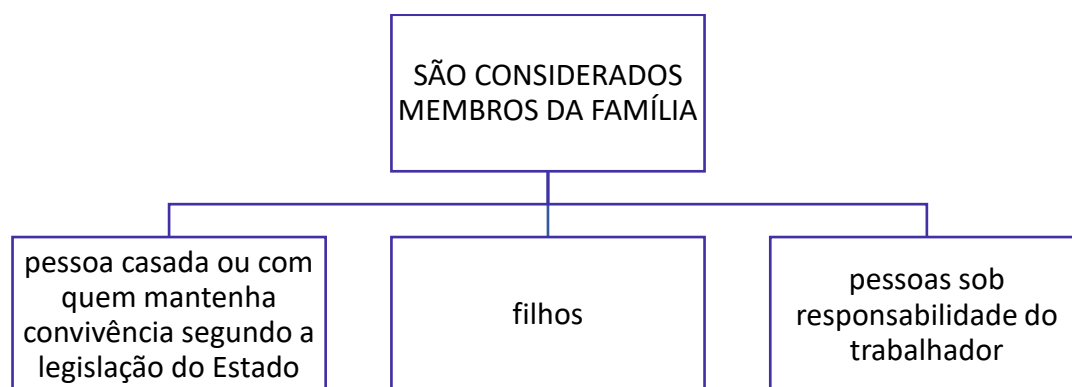 SÃO CONSIDERADOS
MEMBROS DA FAMÍLIA
pessoa casada ou com
quem mantenha
convivência segundo a
legislação do Estado
filhos
pessoas sob
responsabilidade do
trabalhador